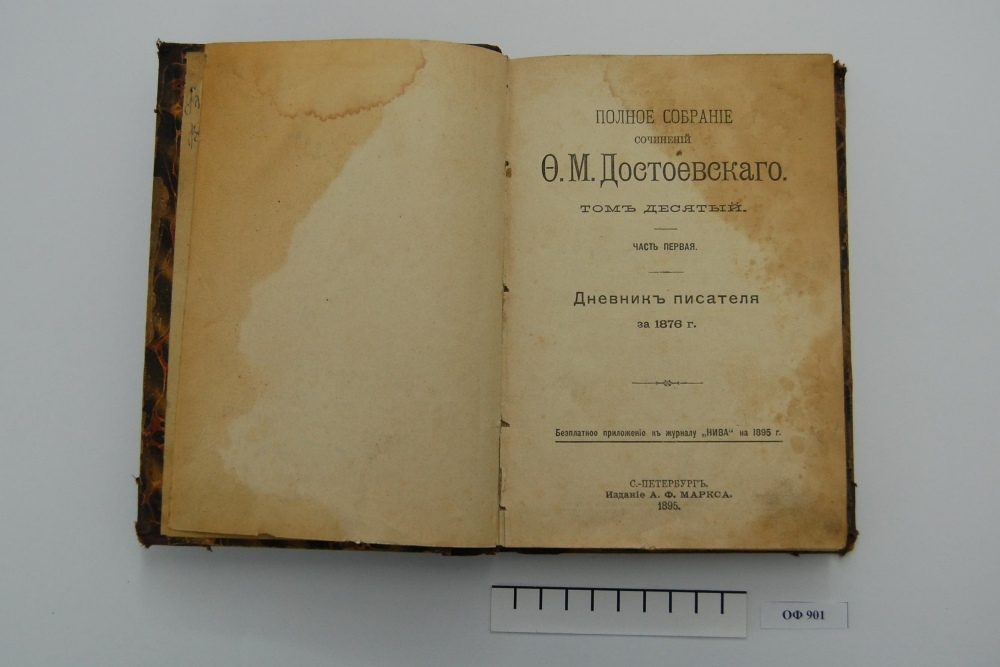 ПОЛНОЕ СОБРАНІЕ
СОЧИНЕНІЙ
Ѳ. М. Достоевскаго.
ТОМЪ ДЕСЯТЫЙ.
ЧАСТЬ ПЕРВАЯ.
Дневникъ писателя
за 1876 г.
Безплатное приложеніе къ журналу „НИВА“ на 1895 г.
С.-ПЕТЕРБУРГЪ.
Изданіе А. Ф. МАРКСА.
1895.
ОФ 901